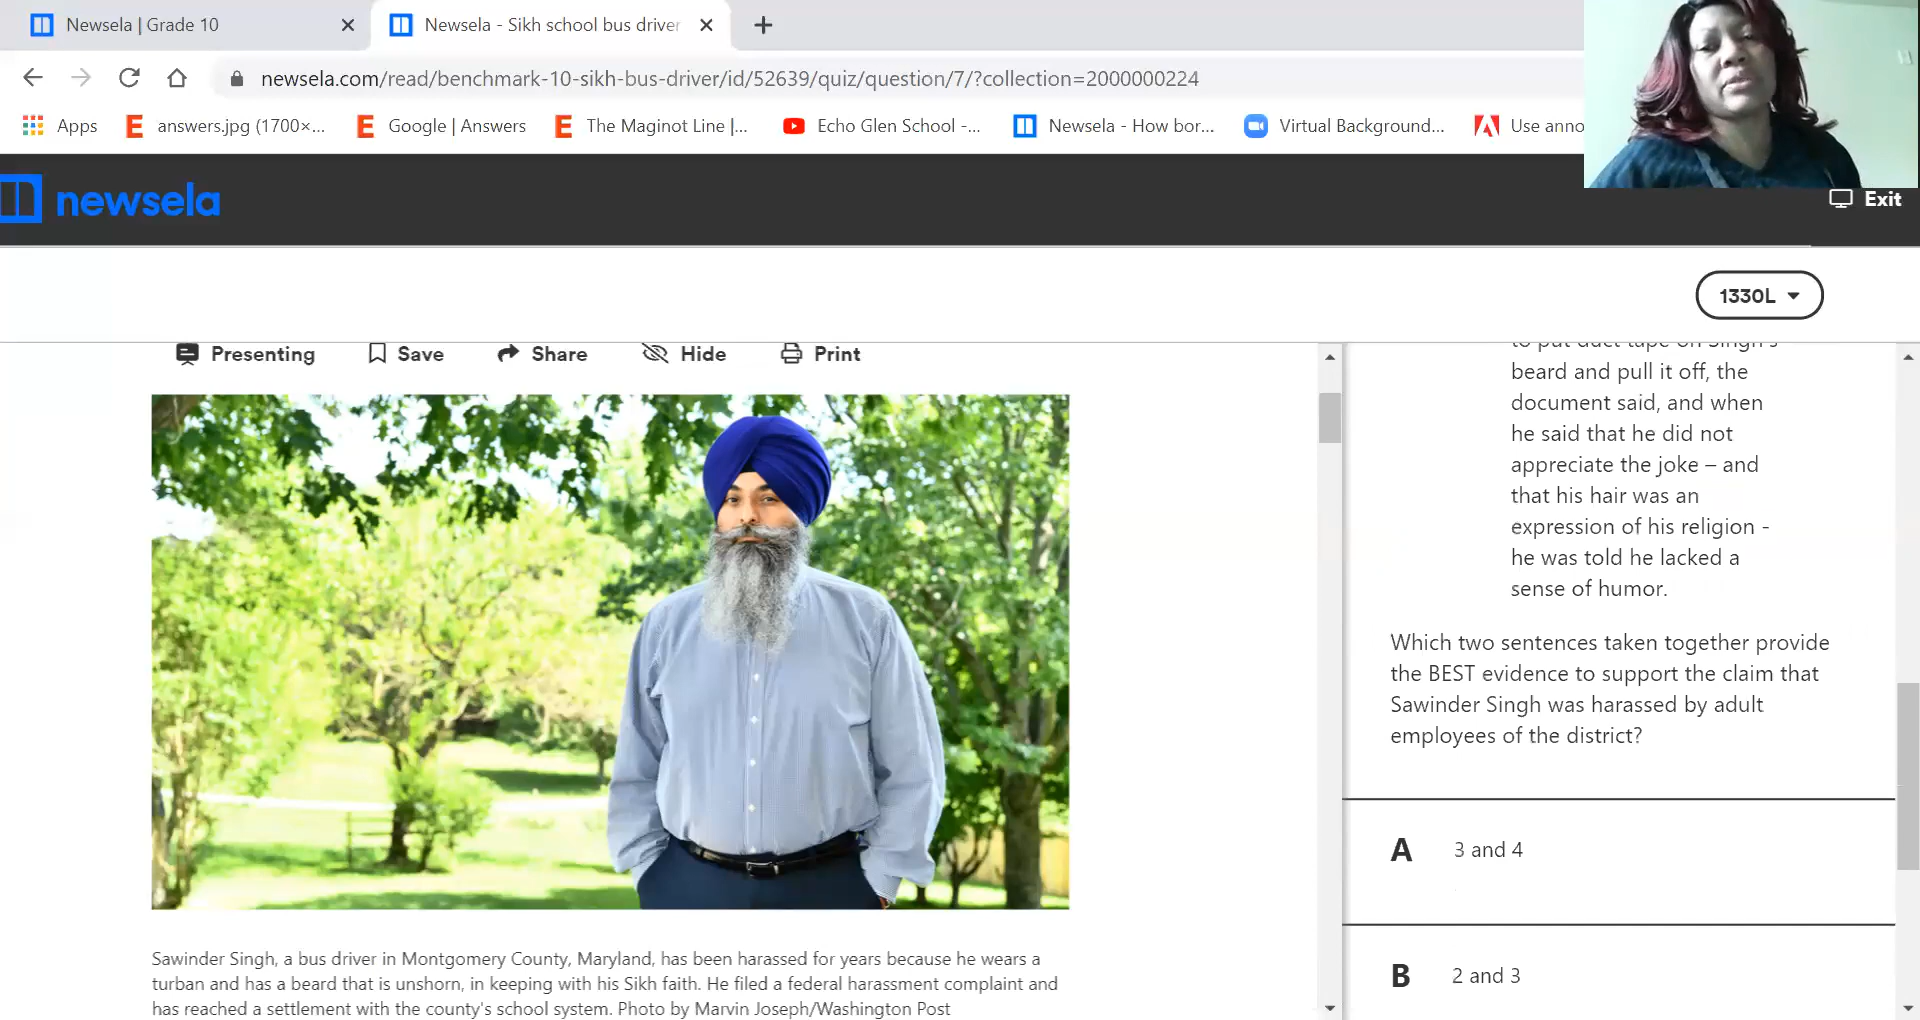 Newsela | Grade 10
Newsela - Sikh school bus driver
newsela.com/read/benchmark-10-sikh-bus-driver/id/52639/quiz/question/7/?collection=2000000224
Apps
answers.jpg (1700×...
Google | Answers
The Maginot Line |...
Echo Glen School -...
Newsela - How bor...
Virtual Background...
Use anno
newsela
Exit
1330L
Presenting
Save
Share
Hide
Print
Sawinder Singh, a bus driver in Montgomery County, Maryland, has been harassed for years because he wears a
turban and has a beard that is unshorn, in keeping with his Sikh faith. He filed a federal harassment complaint and
has reached a settlement with the county's school system. Photo by Marvin Joseph/Washington Post
to put duct tape on Singh's
beard and pull it off, the
document said, and when
he said that he did not
appreciate the joke – and
that his hair was an
expression of his religion -
he was told he lacked a
sense of humor.
Which two sentences taken together provide
the BEST evidence to support the claim that
Sawinder Singh was harassed by adult
employees of the district?
A 3 and 4
B 2 and 3